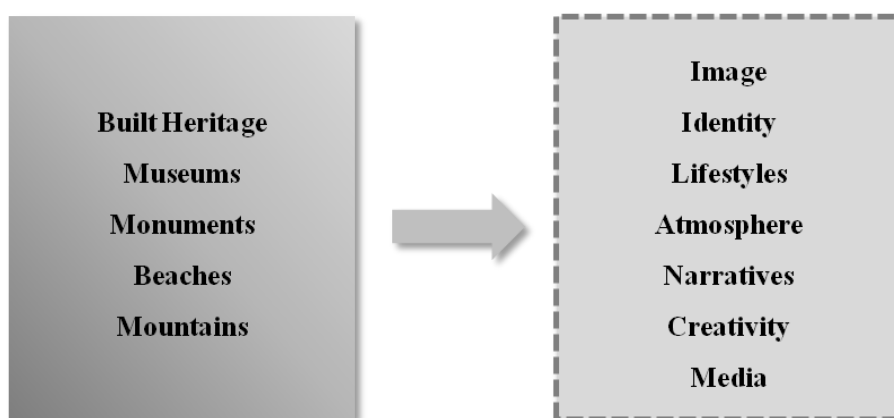 Built Heritage
Museums
Monuments
Beaches
Mountains
Image
Identity
Lifestyles
Atmosphere
Narratives
Creativity
Media